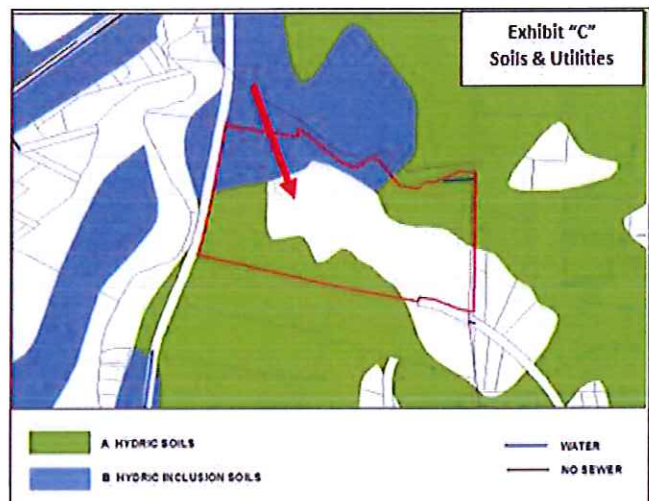 Exhibit "C"
Soils & Utilities
A HYDRIC SOILS
B HYDRIC INCLUSION SOILS
WATER
NO SEWER